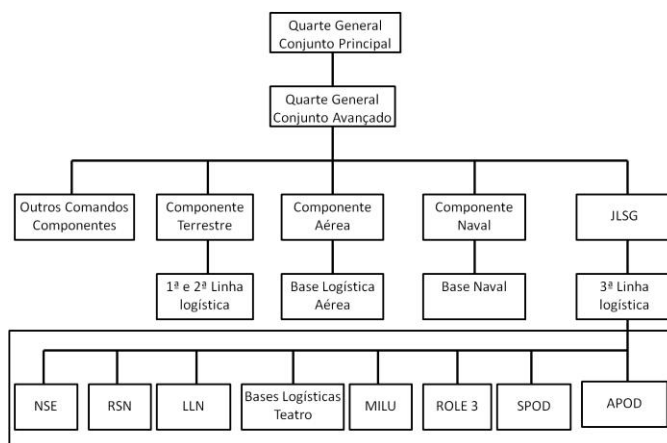 Quarte General
Conjunto Principal
Quarte General
Conjunto Avançado
Outros Comandos
Componentes
Componente
Terrestre
Componente
Aérea
Componente
Naval
JLSG
1ª e 2ª Linha
logística
Base Logística
Aérea
Base Naval
3ª Linha
logística
NSE
RSN
LLN
Bases Logísticas
Teatro
MILU
ROLE 3
SPOD
APOD